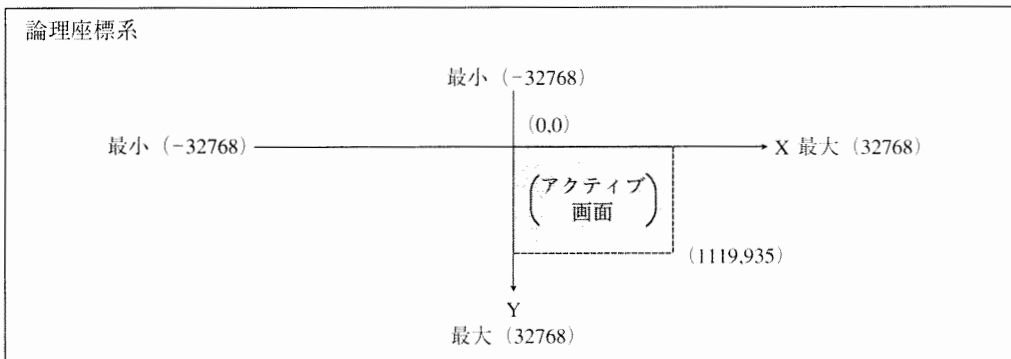 論理座標系
最小（-32768）
(0,0)
最小（-32768）
X 最大（32768）
アクティブ
画面
(1119,935)
Y
最大（32768）